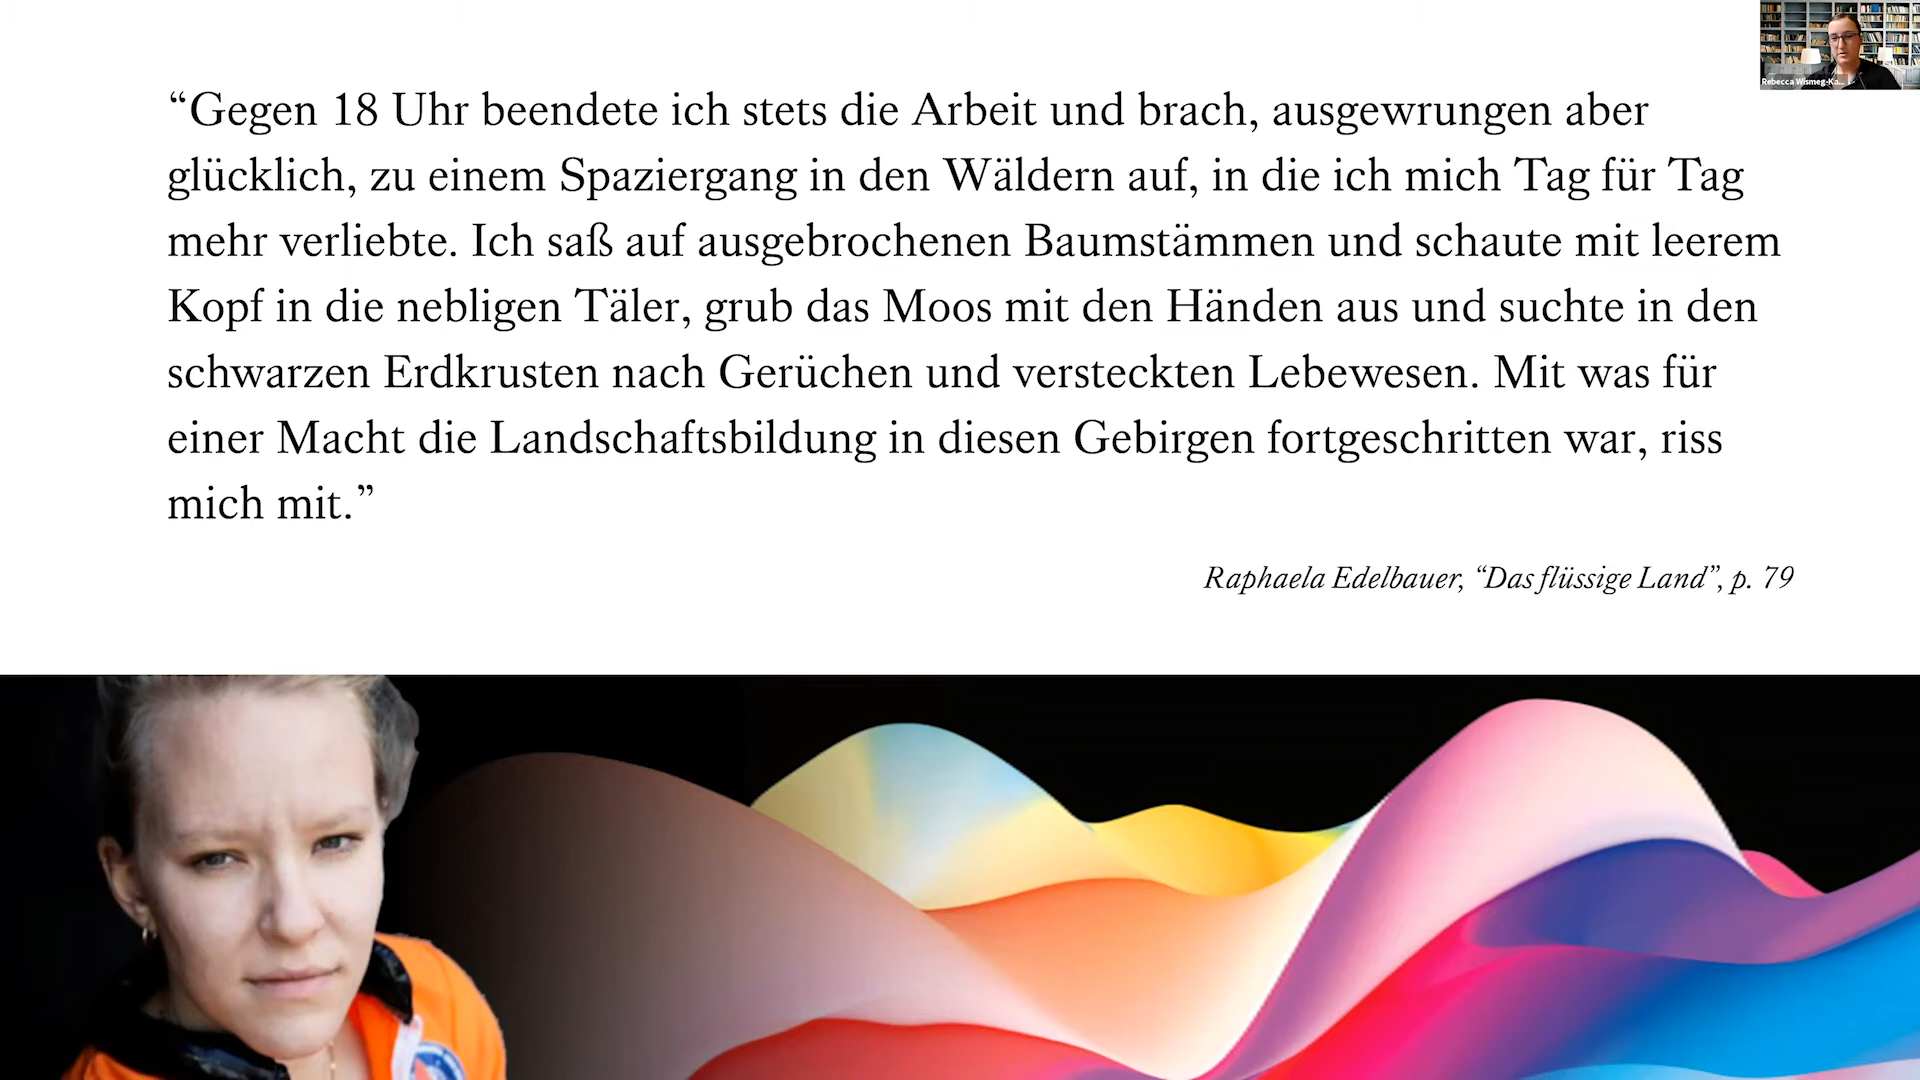 “Gegen 18 Uhr beendete ich stets die Arbeit und brach, ausgewrungen aber
glücklich, zu einem Spaziergang in den Wäldern auf, in die ich mich Tag für Tag
mehr verliebte. Ich saß auf ausgebrochenen Baumstämmen und schaute mit leerem
Kopf in die nebligen Täler, grub das Moos mit den Händen aus und suchte in den
schwarzen Erdkrusten nach Gerüchen und versteckten Lebewesen. Mit was für
einer Macht die Landschaftsbildung in diesen Gebirgen fortgeschritten war, riss
mich mit.”
Raphaela Edelbauer, “Das flüssige Land”, p. 79
Rebecca Wismeg-Ka...